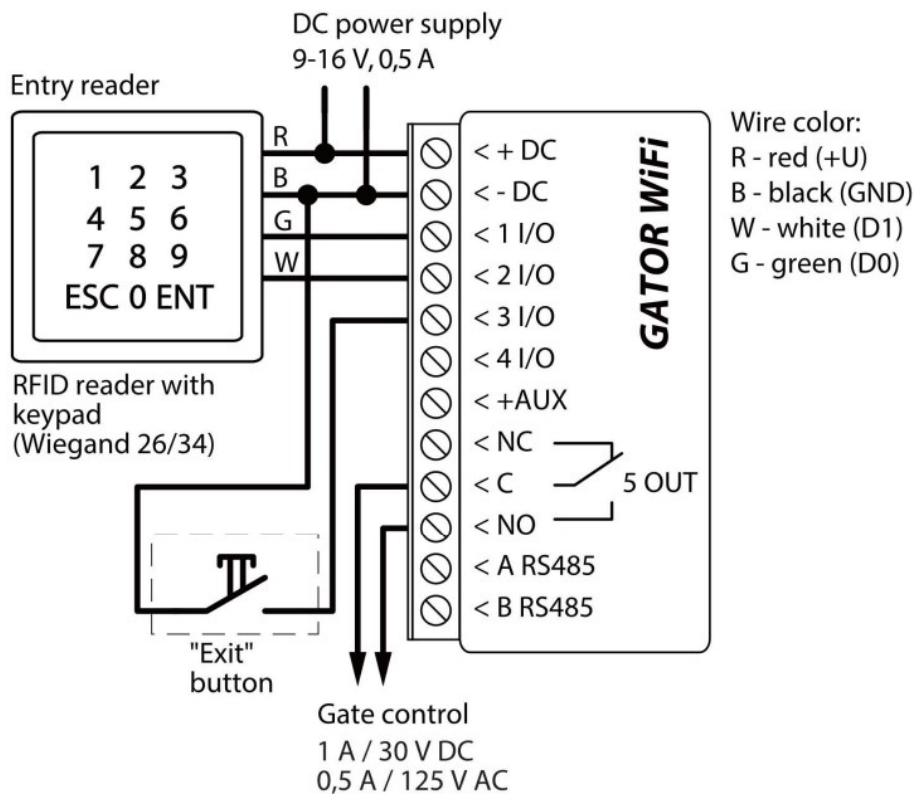 DC power supply
9-16 V, 0,5 A
Entry reader
1 2 3
4 5 6
7 8 9
ESC 0 ENT
R
B
G
W
RFID reader with
keypad
(Wiegand 26/34)
< + DC
< - DC
< 1 I/O
< 2 I/O
< 3 I/O
< 4 I/O
< +AUX
< NC
< C
5 OUT
< NO
< A RS485
< B RS485
GATOR WiFi
Wire color:
R - red (+U)
B - black (GND)
W - white (D1)
G - green (D0)
"Exit"
button
Gate control
1 A / 30 V DC
0,5 A / 125 V AC